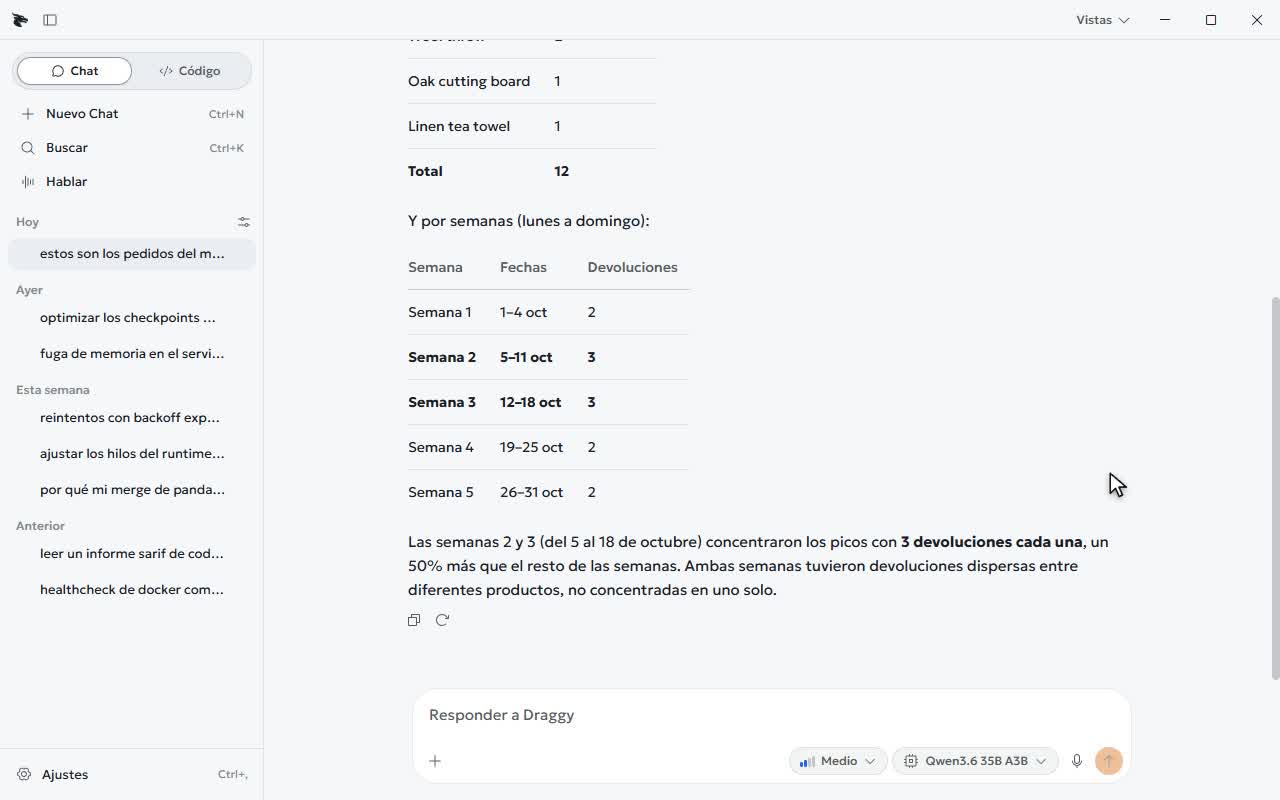 Vistas
Chat
Código
Nuevo Chat Ctrl+N
Buscar Ctrl+K
Hablar
Hoy
estos son los pedidos del m...
Ayer
optimizar los checkpoints ...
fuga de memoria en el servi...
Esta semana
reintentos con backoff exp...
ajustar los hilos del runtime...
por qué mi merge de panda...
Anterior
leer un informe sarif de cod...
healthcheck de docker com...
Ajustes Ctrl+,
Oak cutting board 1
Linen tea towel 1
Total 12
Y por semanas (lunes a domingo):
Semana Fechas Devoluciones
Semana 1 1–4 oct 2
Semana 2 5–11 oct 3
Semana 3 12–18 oct 3
Semana 4 19–25 oct 2
Semana 5 26–31 oct 2
Las semanas 2 y 3 (del 5 al 18 de octubre) concentraron los picos con 3 devoluciones cada una, un
50% más que el resto de las semanas. Ambas semanas tuvieron devoluciones dispersas entre
diferentes productos, no concentradas en uno solo.
Responder a Draggy
Medio
Qwen3.6 35B A3B